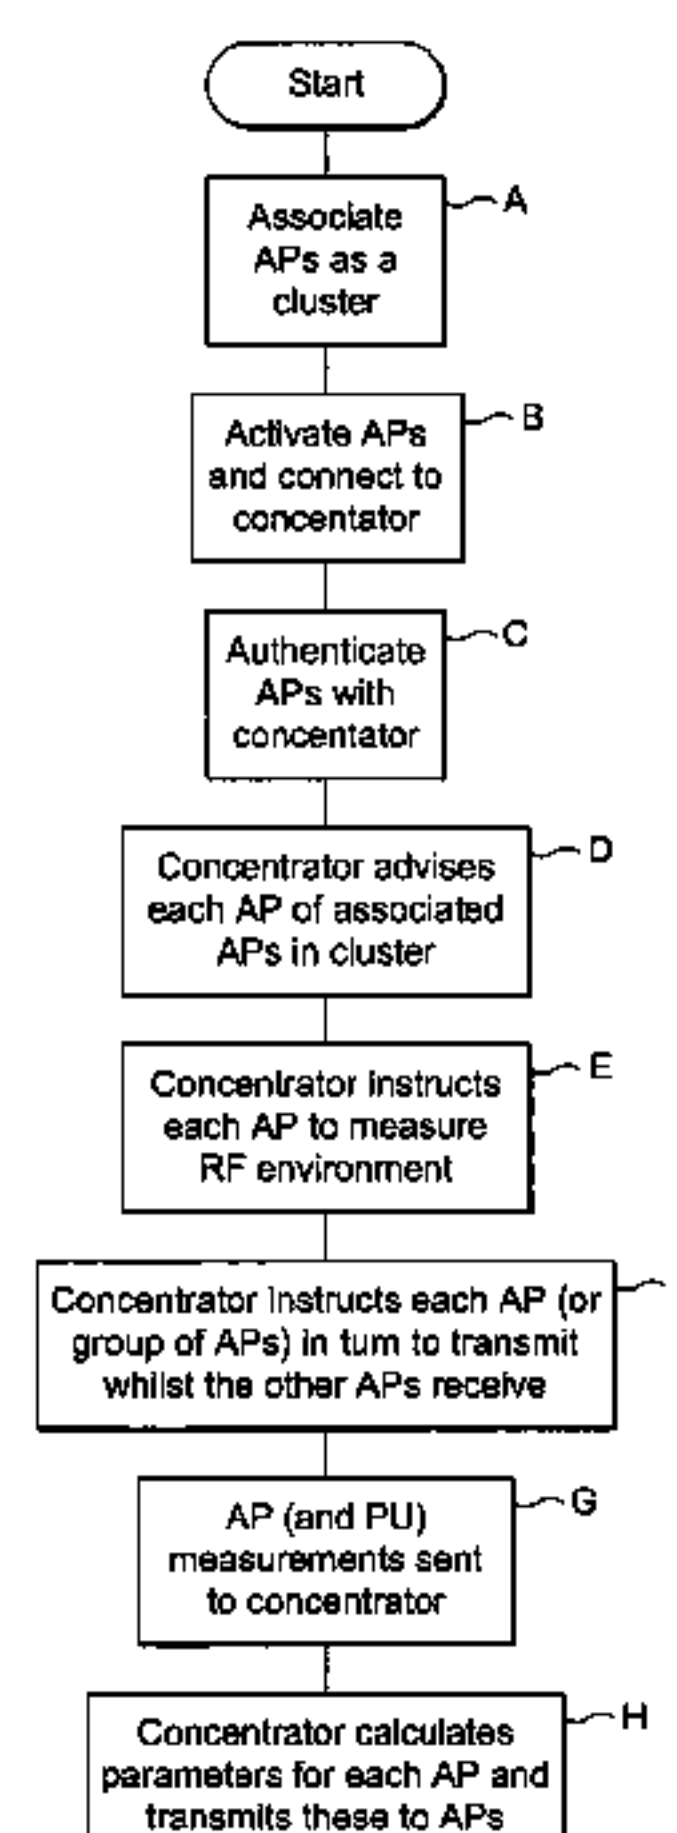 Start
Associate
APs as a
cluster
A
Activate APs
and connect to
concentator
B
Authenticate
APs with
concentator
C
Concentrator advises
each AP of associated
APs in cluster
D
Concentrator instructs
each AP to measure
RF environment
E
Concentrator instructs each AP (or
group of APs) in turn to transmit
whilst the other APs receive
AP (and PU)
measurements sent
to concentrator
G
Concentrator calculates
parameters for each AP and
transmits these to APs
H